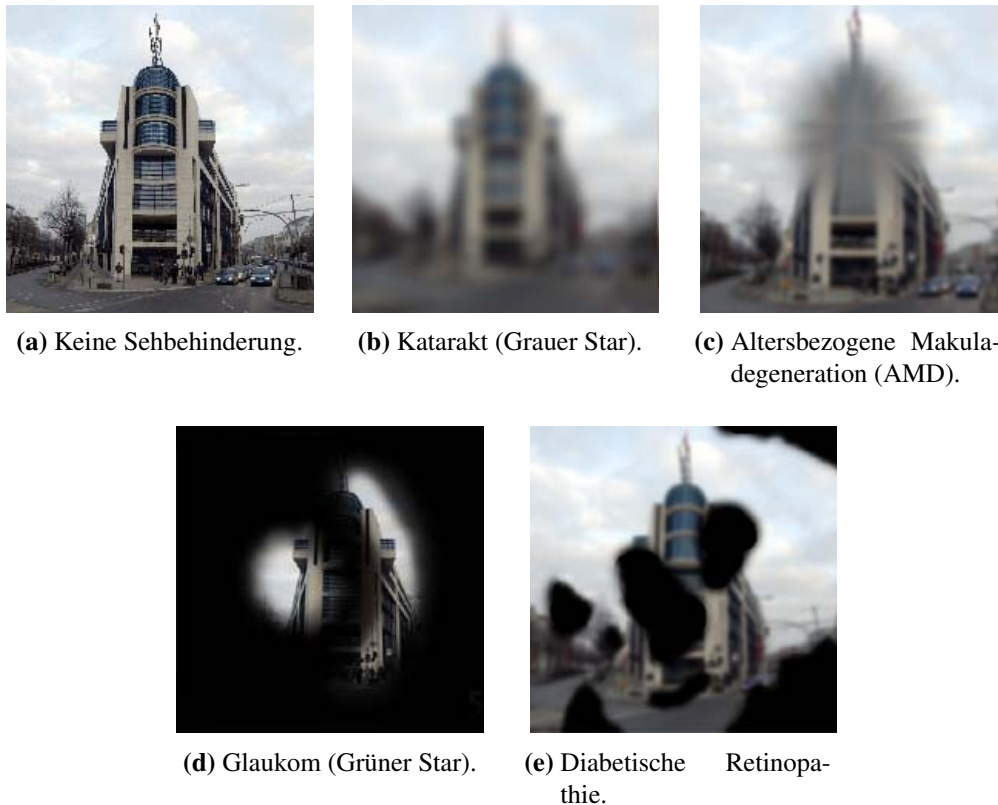 (a) Keine Sehbehinderung.
(b) Katarakt (Grauer Star).
(c) Altersbezogene Makula-
degeneration (AMD).
(d) Glaukom (Grüner Star).
(e) Diabetische Retinopa-
thie.